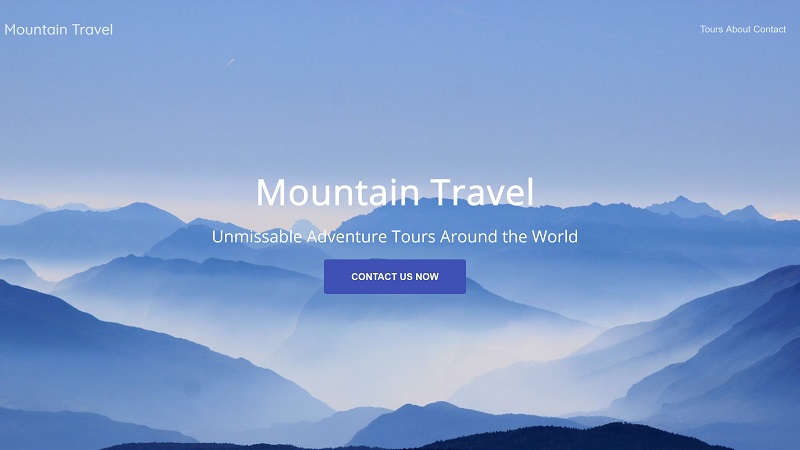 Mountain Travel
Tours About Contact
Mountain Travel
Unmissable Adventure Tours Around the World
CONTACT US NOW